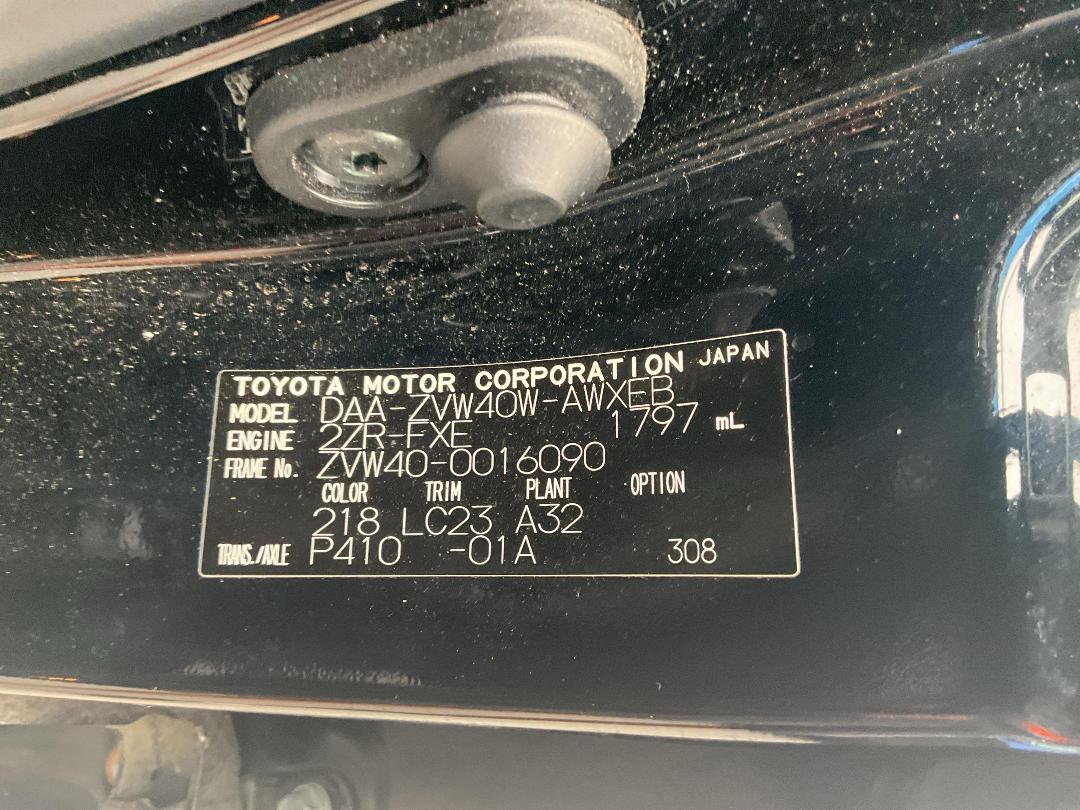 TOYOTA MOTOR CORPORATION JAPAN
MODEL DAA-ZVW40W-AWXEB
ENGINE 2ZR-FXE 1797 mL
FRAME No. ZVW40-0016090
COLOR TRIM PLANT OPTION
218 LC23 A32
TRANS./AXLE P410 -01A 308